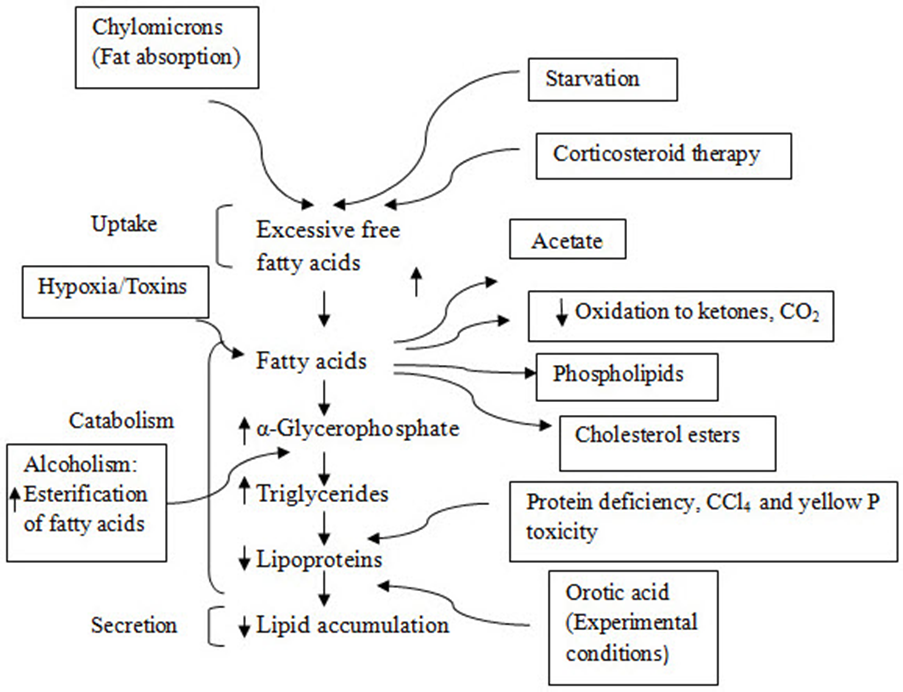 Chylomicrons
(Fat absorption)
Starvation
Corticosteroid therapy
Uptake
Excessive free
fatty acids
Acetate
Hypoxia/Toxins
Oxidation to ketones, CO₂
Fatty acids
Phospholipids
Catabolism
α-Glycerophosphate
Cholesterol esters
Alcoholism:
Esterification
of fatty acids
Triglycerides
Protein deficiency, CCl₄ and yellow P
toxicity
Lipoproteins
Orotic acid
(Experimental
conditions)
Secretion
Lipid accumulation